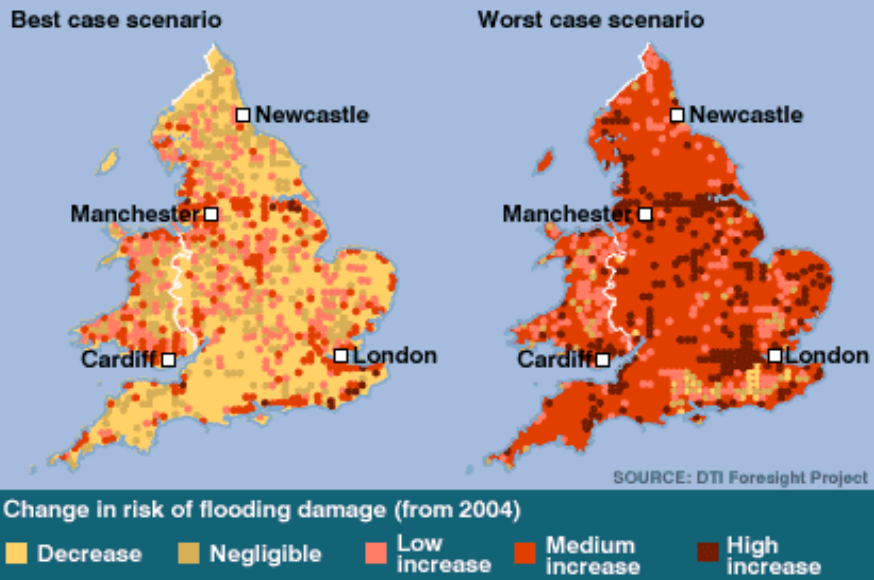 Best case scenario
Worst case scenario
Newcastle
Newcastle
Manchester
Manchester
Cardiff
London
Cardiff
London
SOURCE: DTI Foresight Project
Change in risk of flooding damage (from 2004)
Decrease
Negligible
Low
increase
Medium
increase
High
increase